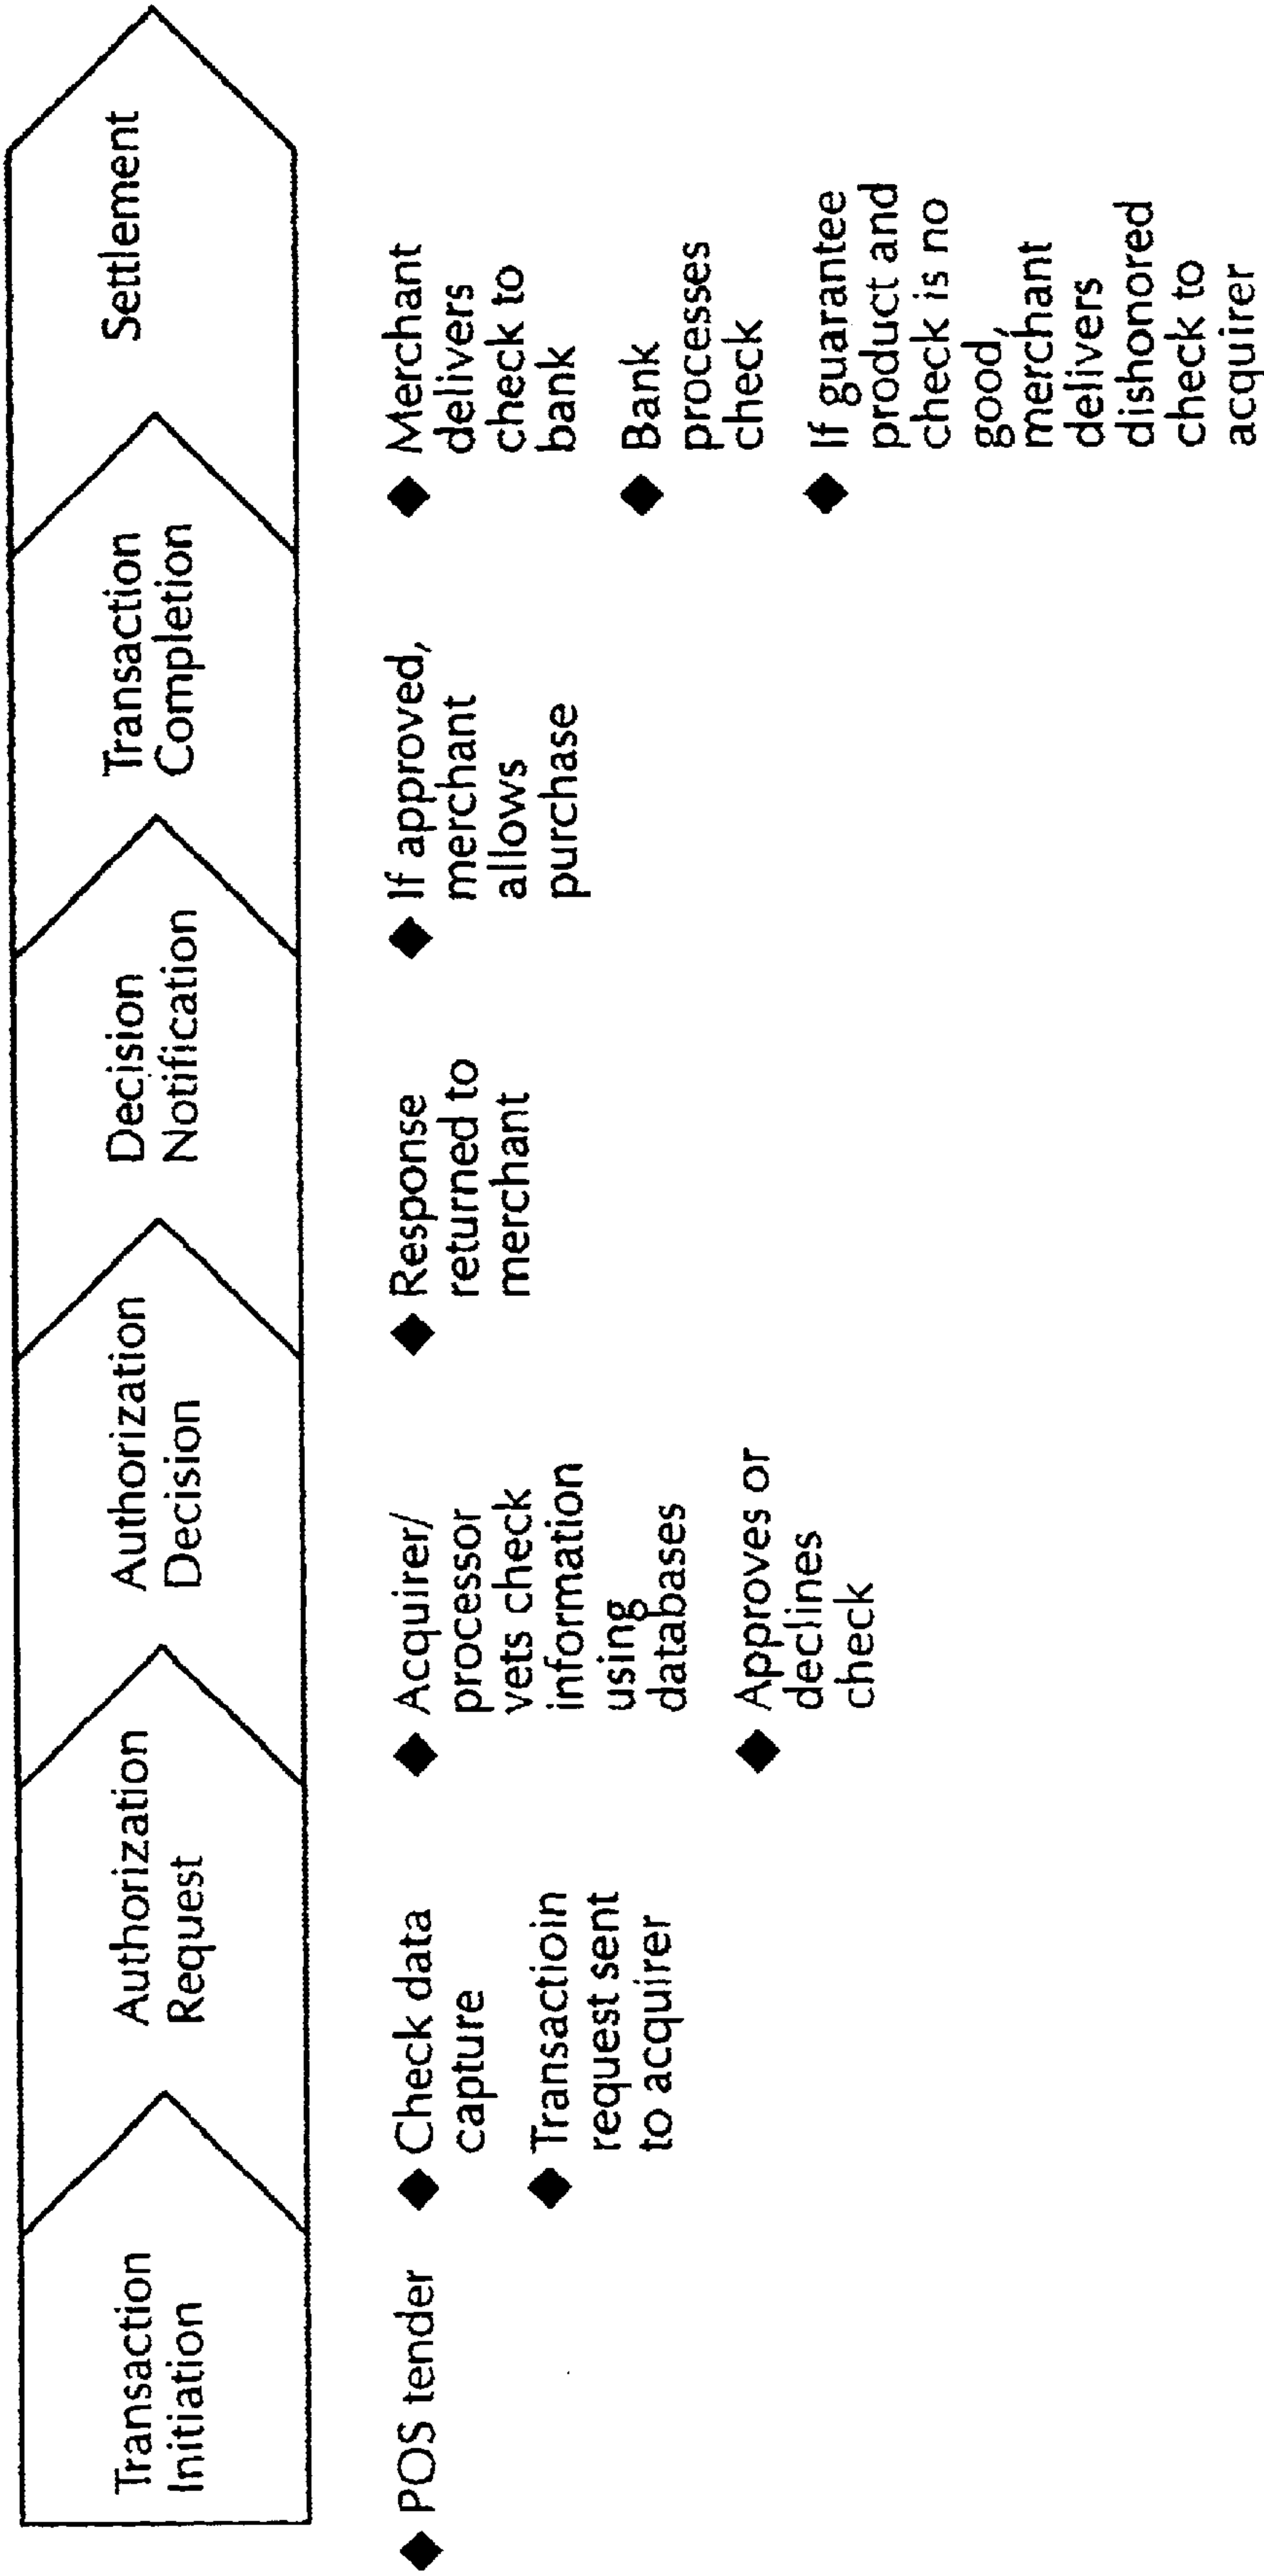 Transaction
Initiation
Authorization
Request
Authorization
Decision
Decision
Notification
Transaction
Completion
Settlement
◆ POS tender
◆ Check data
capture
◆ Transactioin
request sent
to acquirer
◆ Acquirer/
processor
vets check
information
using
databases
◆ Approves or
declines
check
◆ Response
returned to
merchant
◆ If approved,
merchant
allows
purchase
◆ Merchant
delivers
check to
bank
◆ Bank
processes
check
◆ If guarantee
product and
check is no
good,
merchant
delivers
dishonored
check to
acquirer